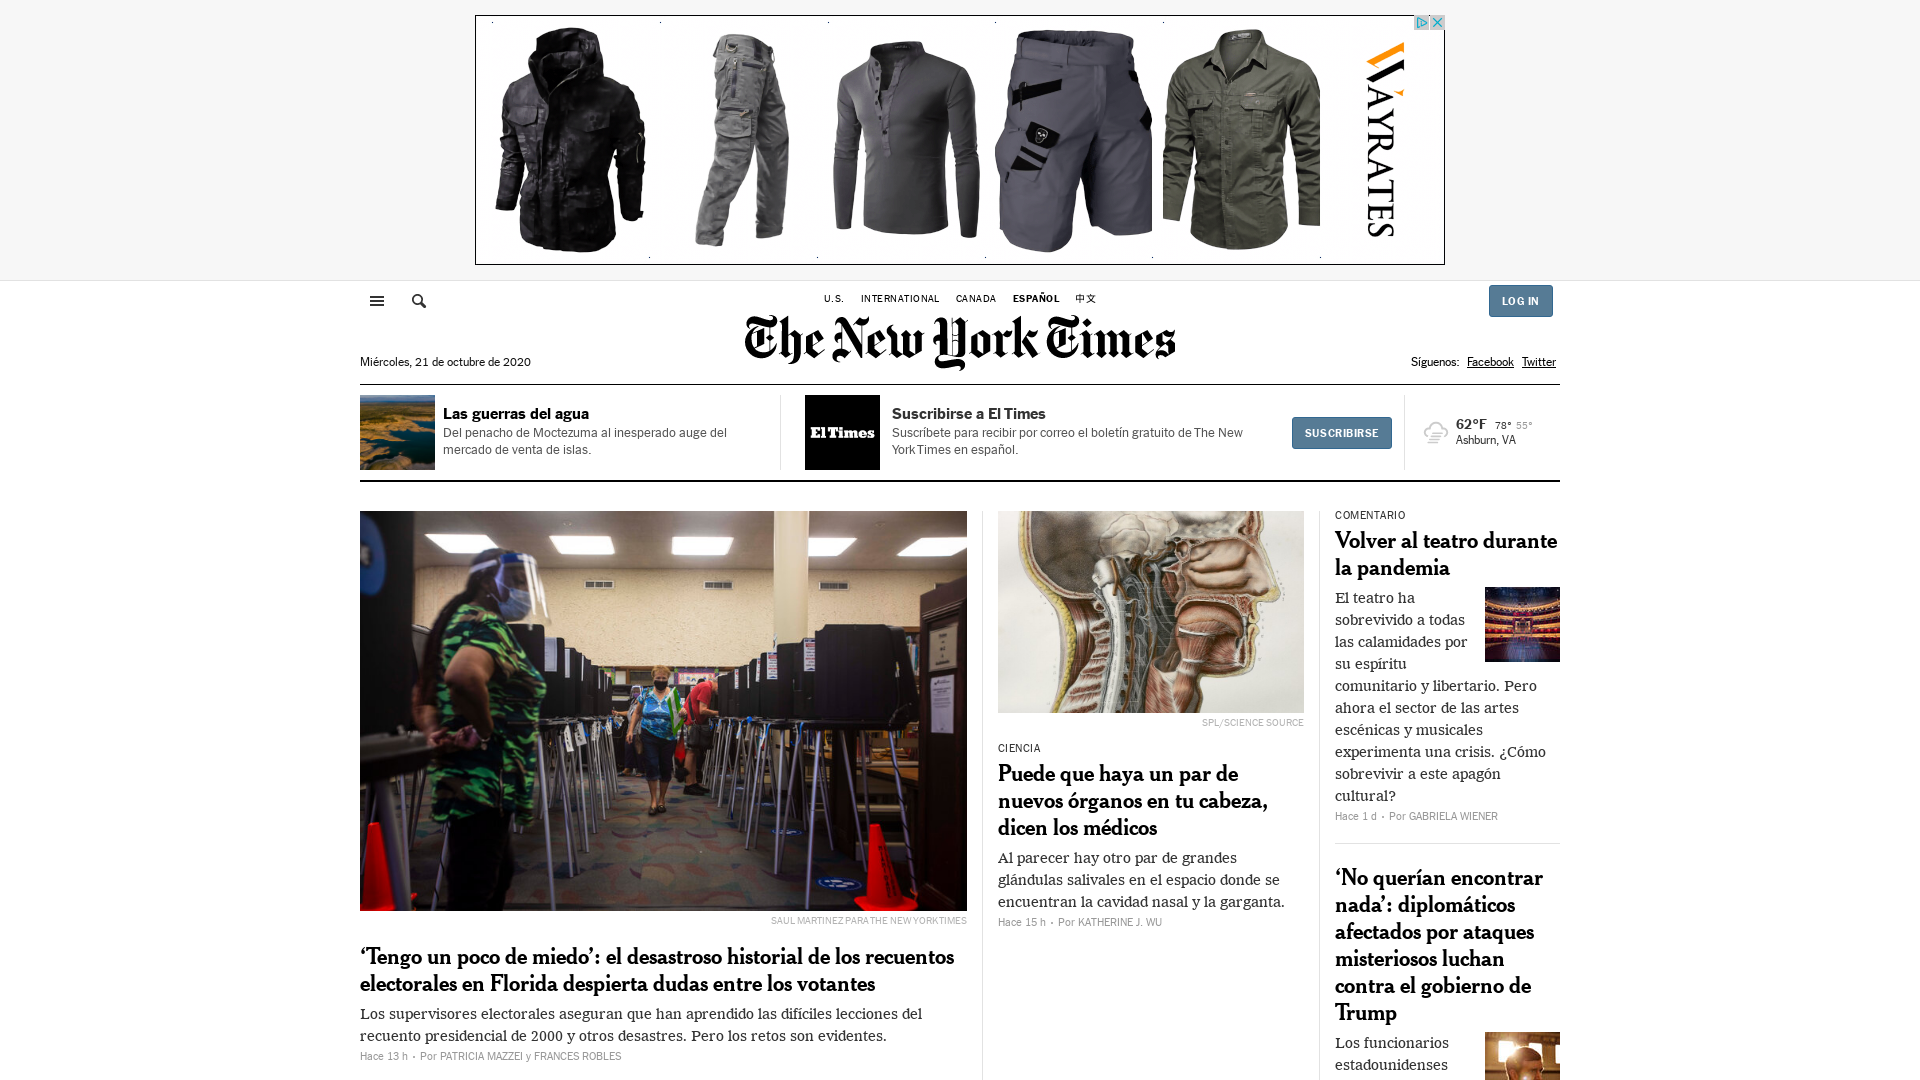 WAYRATES
U.S. INTERNATIONAL CANADA ESPAÑOL 中文
LOG IN
The New York Times
Miércoles, 21 de octubre de 2020
Síguenos: Facebook Twitter
Las guerras del agua
Del penacho de Moctezuma al inesperado auge del
mercado de venta de islas.
El Times
Suscribirse a El Times
Suscríbete para recibir por correo el boletín gratuito de The New
York Times en español.
SUSCRIBIRSE
62°F 78° 55°
Ashburn, VA
SAUL MARTINEZ PARA THE NEW YORK TIMES
‘Tengo un poco de miedo’: el desastroso historial de los recuentos
electorales en Florida despierta dudas entre los votantes
Los supervisores electorales aseguran que han aprendido las difíciles lecciones del
recuento presidencial de 2000 y otros desastres. Pero los retos son evidentes.
Hace 13 h • Por PATRICIA MAZZEI y FRANCES ROBLES
SPL/SCIENCE SOURCE
CIENCIA
Puede que haya un par de
nuevos órganos en tu cabeza,
dicen los médicos
Al parecer hay otro par de grandes
glándulas salivales en el espacio donde se
encuentran la cavidad nasal y la garganta.
Hace 15 h • Por KATHERINE J. WU
COMENTARIO
Volver al teatro durante
la pandemia
El teatro ha
sobrevivido a todas
las calamidades por
su espíritu
comunitario y libertario. Pero
ahora el sector de las artes
escénicas y musicales
experimenta una crisis. ¿Cómo
sobrevivir a este apagón
cultural?
Hace 1 d • Por GABRIELA WIENER
‘No querían encontrar
nada’: diplomáticos
afectados por ataques
misteriosos luchan
contra el gobierno de
Trump
Los funcionarios
estadounidenses